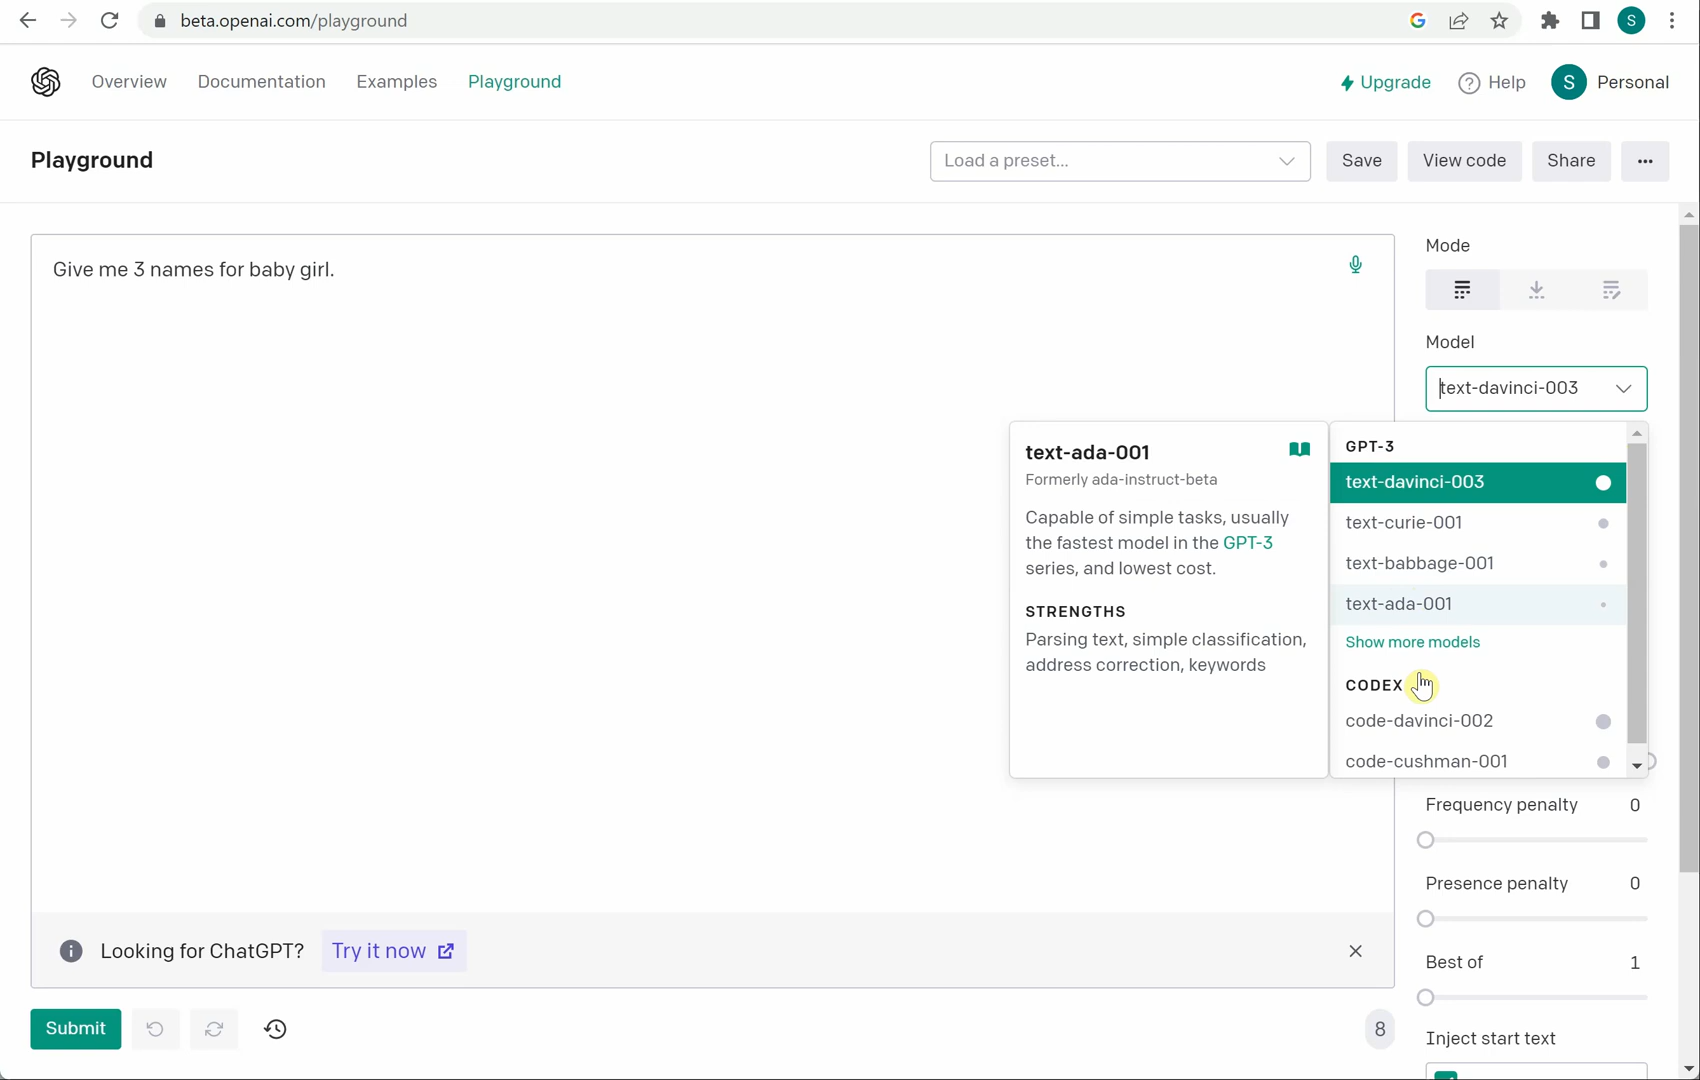 beta.openai.com/playground
S
Overview
Documentation
Examples
Playground
Upgrade
Help
S
Personal
Playground
Load a preset...
Save
View code
Share
...
Give me 3 names for baby girl.
Mode
Model
text-davinci-003
text-ada-001
Formerly ada-instruct-beta
Capable of simple tasks, usually
the fastest model in the GPT-3
series, and lowest cost.
STRENGTHS
Parsing text, simple classification,
address correction, keywords
GPT-3
text-davinci-003
text-curie-001
text-babbage-001
text-ada-001
Show more models
CODEX
code-davinci-002
code-cushman-001
Frequency penalty 0
Presence penalty 0
Best of 1
Inject start text
Looking for ChatGPT? Try it now
Submit
8